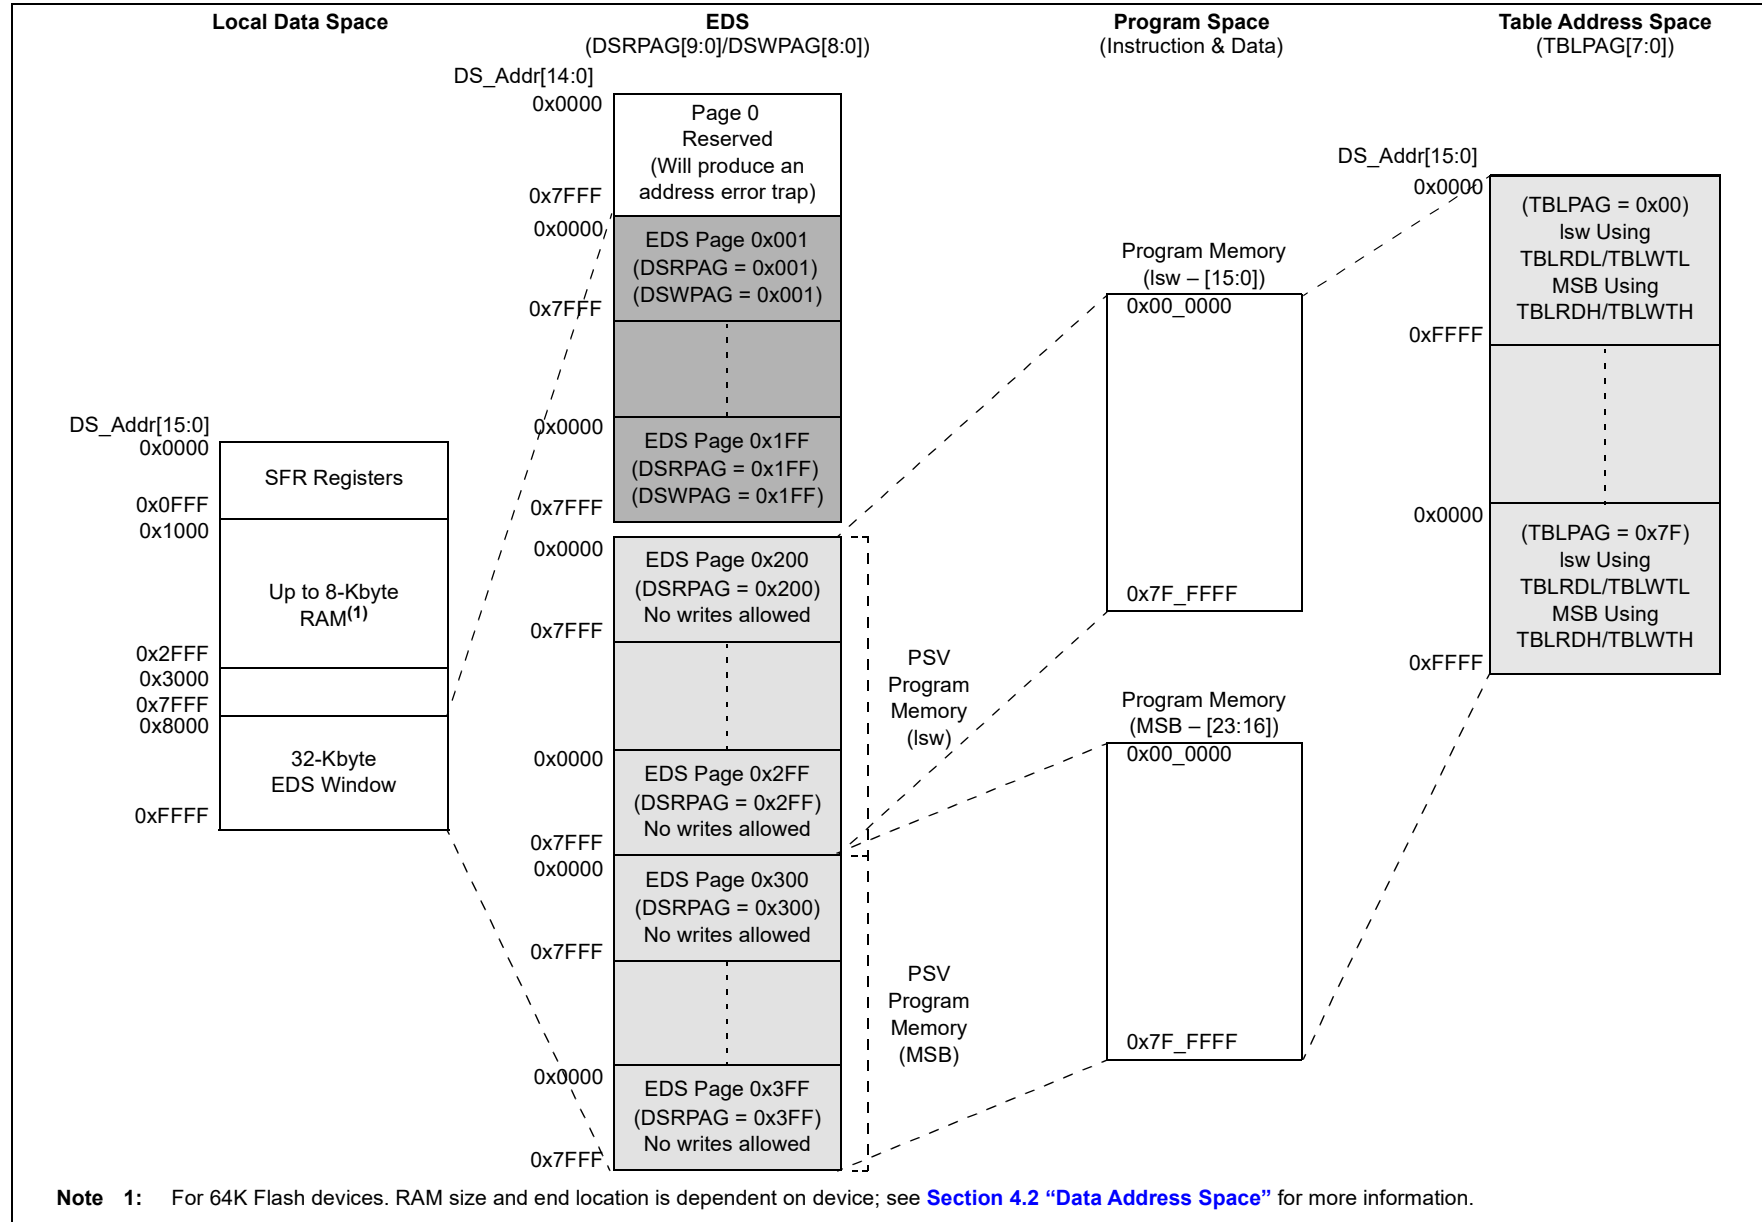 Local Data Space
DS_Addr[15:0]
0x0000
SFR Registers
0x0FFF
0x1000
Up to 8-Kbyte
RAM(1)
0x2FFF
0x3000
0x7FFF
0x8000
32-Kbyte
EDS Window
0xFFFF
EDS
(DSRPAG[9:0]/DSWPAG[8:0])
DS_Addr[14:0]
0x0000
Page 0
Reserved
(Will produce an
address error trap)
0x7FFF
0x0000
EDS Page 0x001
(DSRPAG = 0x001)
(DSWPAG = 0x001)
0x7FFF
0x0000
EDS Page 0x1FF
(DSRPAG = 0x1FF)
(DSWPAG = 0x1FF)
0x7FFF
0x0000
EDS Page 0x200
(DSRPAG = 0x200)
No writes allowed
0x7FFF
PSV
Program
Memory
(lsw)
0x0000
EDS Page 0x2FF
(DSRPAG = 0x2FF)
No writes allowed
0x7FFF
0x0000
EDS Page 0x300
(DSRPAG = 0x300)
No writes allowed
0x7FFF
PSV
Program
Memory
(MSB)
0x0000
EDS Page 0x3FF
(DSRPAG = 0x3FF)
No writes allowed
0x7FFF
Program Space
(Instruction & Data)
Program Memory
(lsw – [15:0])
0x00_0000
0x7F_FFFF
Program Memory
(MSB – [23:16])
0x00_0000
0x7F_FFFF
Table Address Space
(TBLPAG[7:0])
DS_Addr[15:0]
0x0000
(TBLPAG = 0x00)
lsw Using
TBLRDL/TBLWTL
MSB Using
TBLRDH/TBLWTH
0xFFFF
0x0000
(TBLPAG = 0x7F)
lsw Using
TBLRDL/TBLWTL
MSB Using
TBLRDH/TBLWTH
0xFFFF
Note 1: For 64K Flash devices. RAM size and end location is dependent on device; see Section 4.2 “Data Address Space” for more information.